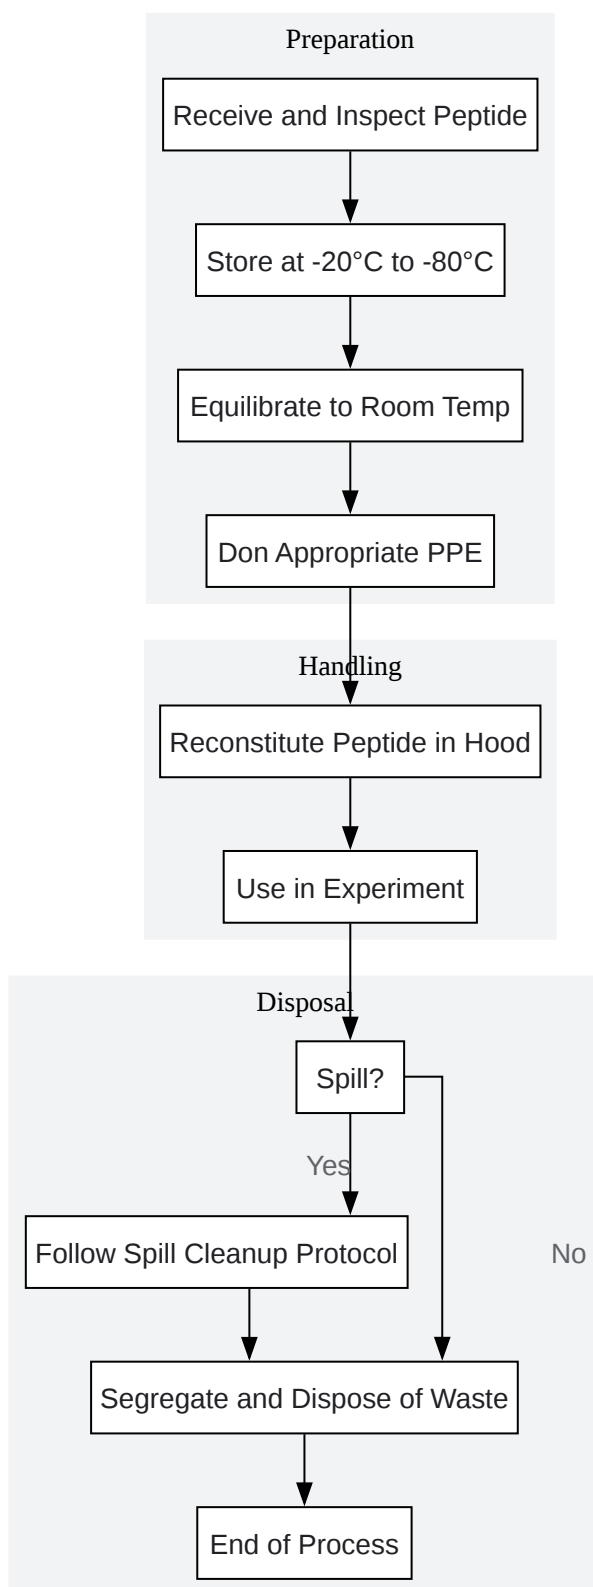 Preparation
Receive and Inspect Peptide
Store at -20°C to -80°C
Equilibrate to Room Temp
Don Appropriate PPE
Handling
Reconstitute Peptide in Hood
Use in Experiment
Disposal
Spill?
Yes
Follow Spill Cleanup Protocol
No
Segregate and Dispose of Waste
End of Process